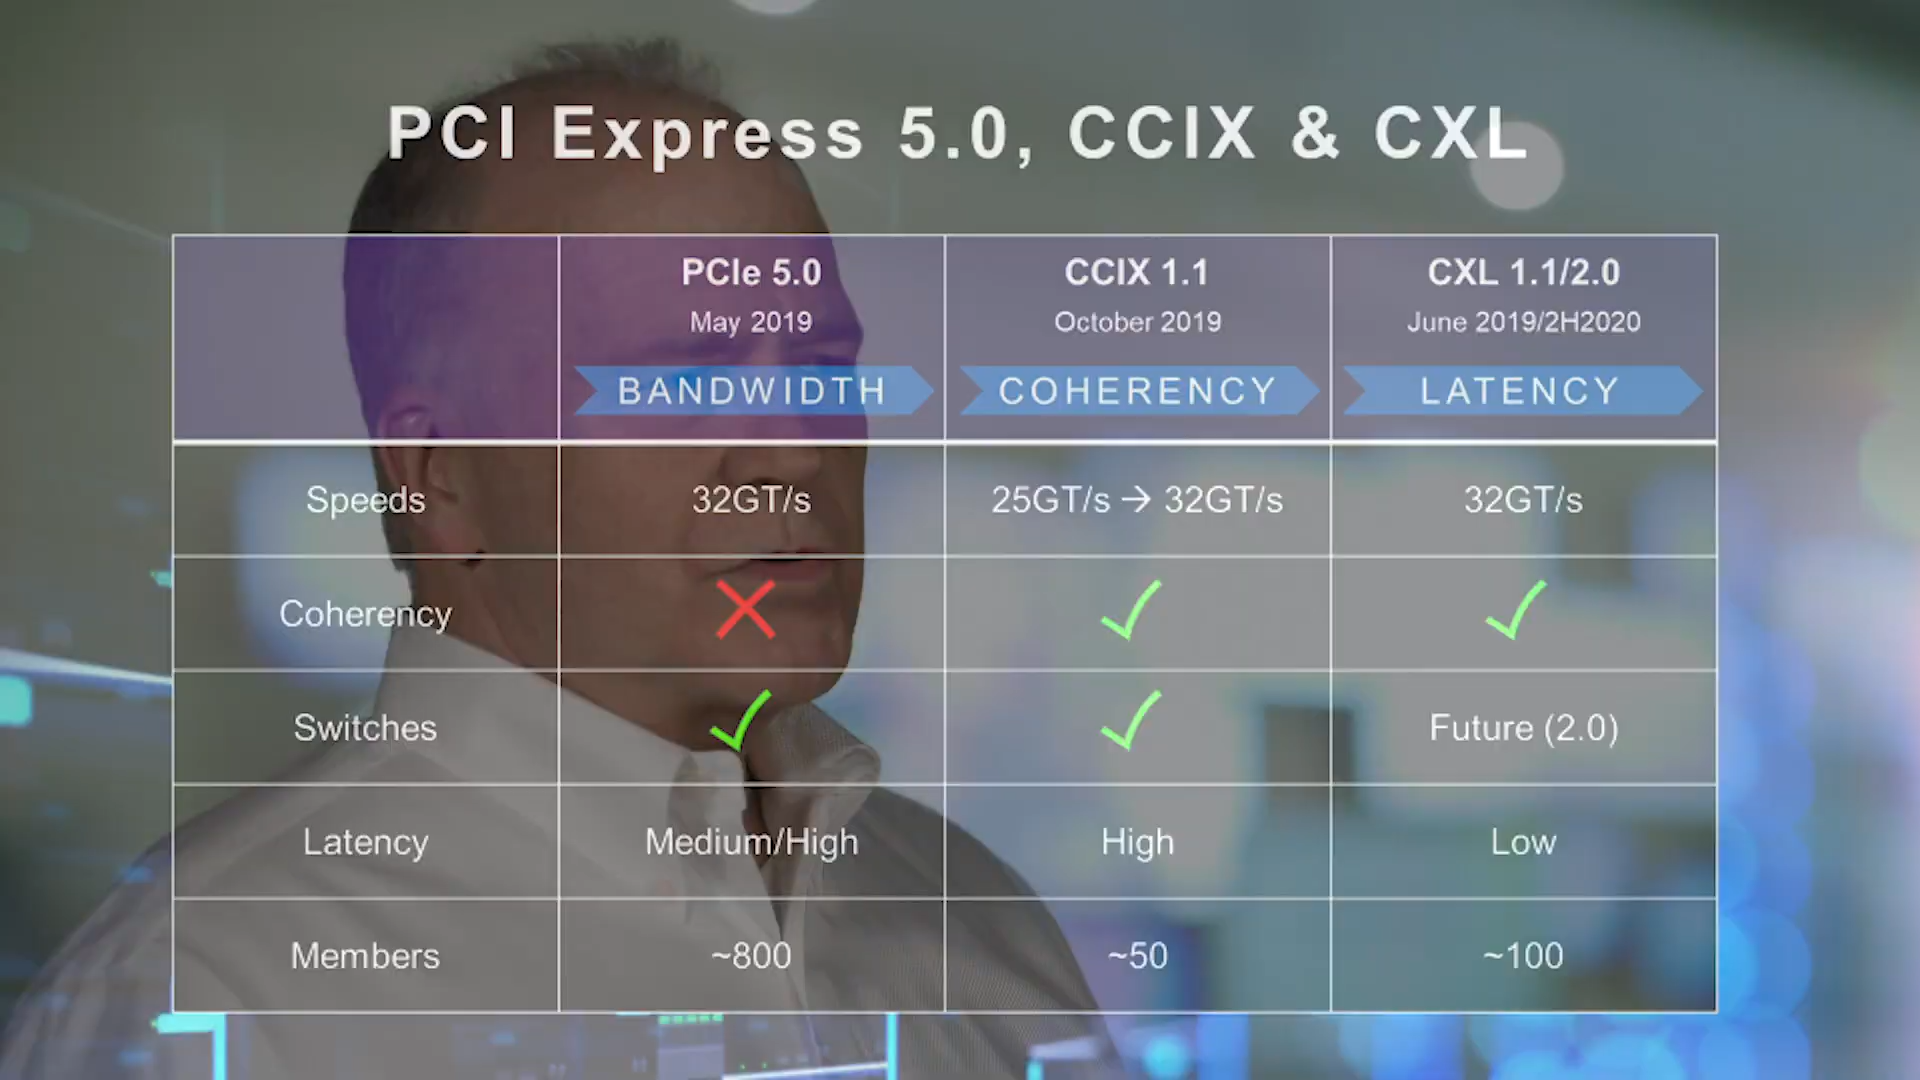 PCI Express 5.0, CCIX & CXL
PCIe 5.0
May 2019
BANDWIDTH
CCIX 1.1
October 2019
COHERENCY
CXL 1.1/2.0
June 2019/2H2020
LATENCY
Speeds
32GT/s
25GT/s → 32GT/s
32GT/s
Coherency
Switches
Future (2.0)
Latency
Medium/High
High
Low
Members
~800
~50
~100